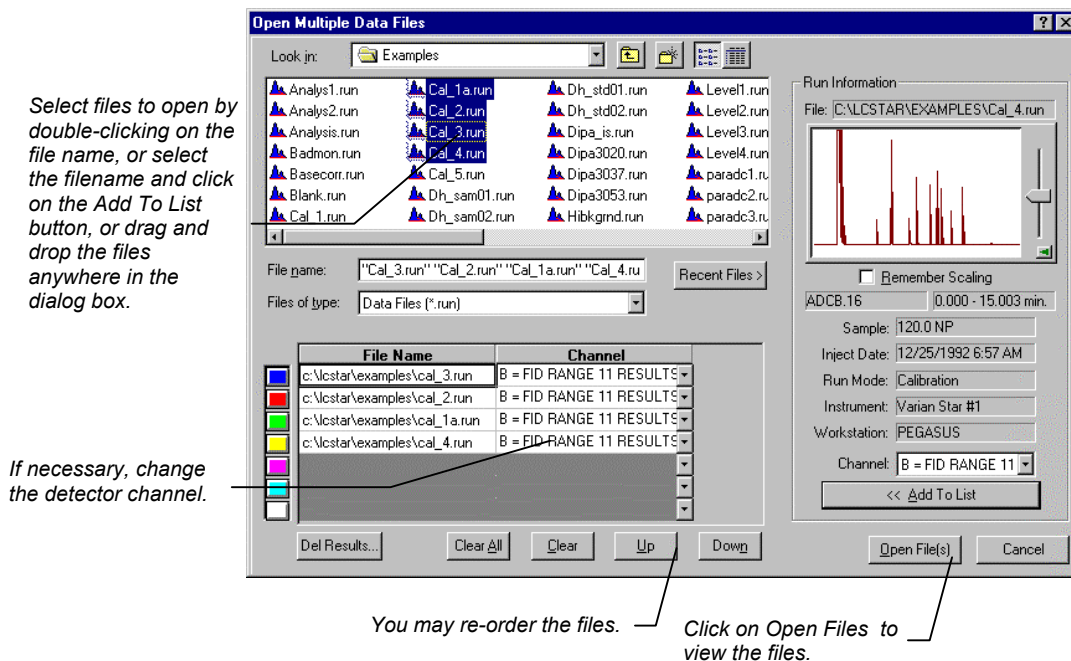 Open Multiple Data Files
Look in: Examples
Analys1.run Cal_1a.run Dh_std01.run Level1.run
Analys2.run Cal_2.run Dh_std02.run Level2.run
Analysis.run Cal_3.run Dipa_is.run Level3.run
Badmon.run Cal_4.run Dipa3020.run Level4.run
Basecorr.run Cal_5.run Dipa3037.run paradc1.ru
Blank.run Dh_sam01.run Dipa3053.run paradc2.ru
Cal_1.run Dh_sam02.run Hibkgrnd.run paradc3.ru
File name: "Cal_3.run" "Cal_2.run" "Cal_1a.run" "Cal_4.ru
Recent Files >
Files of type: Data Files (*.run)
File Name Channel
c:\lcstar\examples\cal_3.run B = FID RANGE 11 RESULTS
c:\lcstar\examples\cal_2.run B = FID RANGE 11 RESULTS
c:\lcstar\examples\cal_1a.run B = FID RANGE 11 RESULTS
c:\lcstar\examples\cal_4.run B = FID RANGE 11 RESULTS
Del Results... Clear All Clear Up Down
Run Information
File: C:\LCSTAR\EXAMPLES\Cal_4.run
Remember Scaling
ADCB.16 0.000 - 15.003 min.
Sample: 120.0 NP
Inject Date: 12/25/1992 6:57 AM
Run Mode: Calibration
Instrument: Varian Star #1
Workstation: PEGASUS
Channel: B = FID RANGE 11
<< Add To List
Open File(s) Cancel
Select files to open by
double-clicking on the
file name, or select
the filename and click
on the Add To List
button, or drag and
drop the files
anywhere in the
dialog box.
If necessary, change
the detector channel.
You may re-order the files.
Click on Open Files to
view the files.